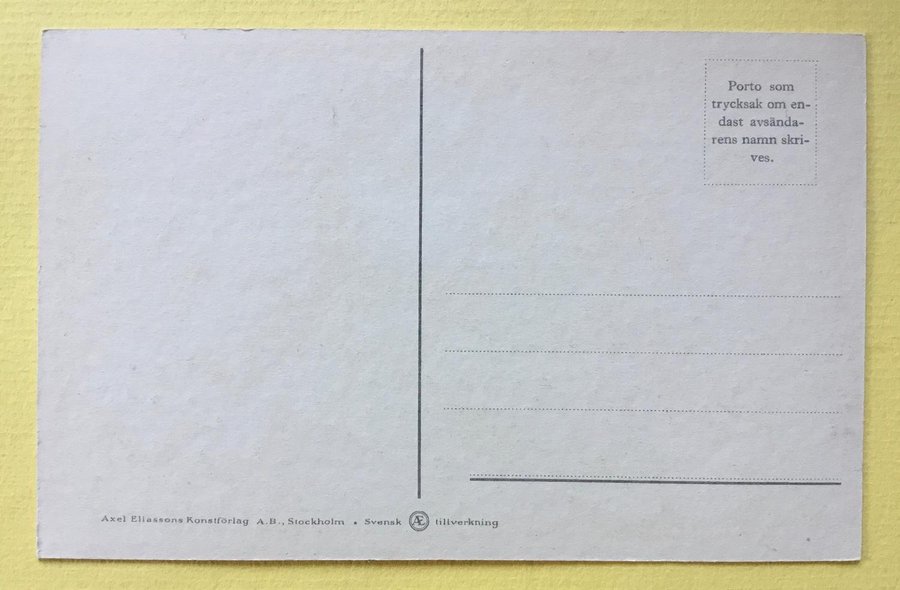 Porto som
trycksak om en-
dast avsända-
rens namn skri-
ves.
Axel Eliassons Konstförlag A.B., Stockholm • Svensk Æ tillverkning